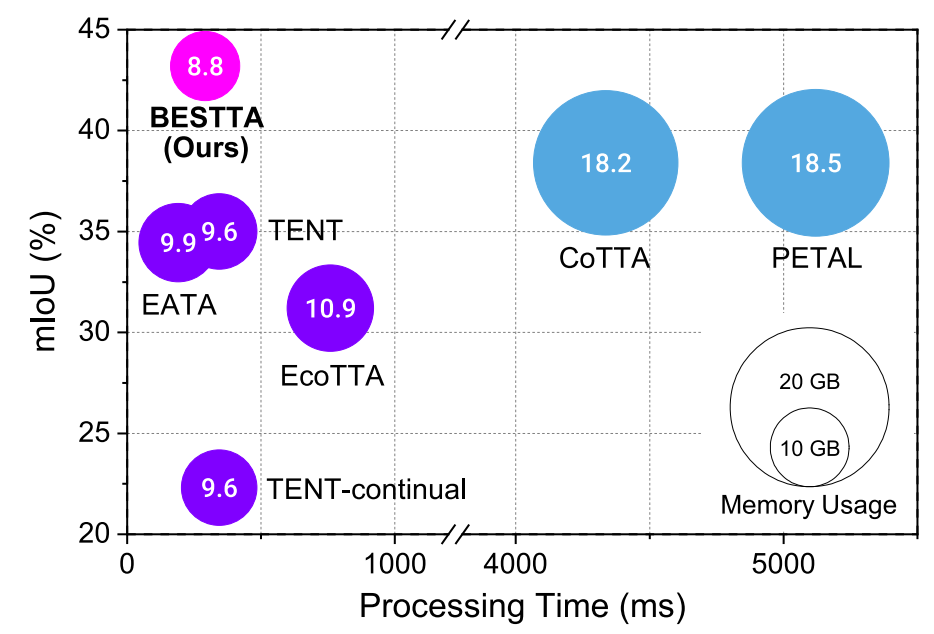 45
8.8
BESTTA
(Ours)
40
18.2
18.5
mIoU (%)
35
9.9
9.6
TENT
CoTTA
PETAL
EATA
10.9
30
EcoTTA
20 GB
25
10 GB
9.6
TENT-continual
Memory Usage
20
0
1000
4000
5000
Processing Time (ms)